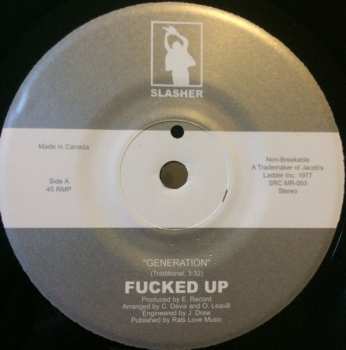 SLASHER
Made in Canada
Side A
45 RMP
Non-Breakable
A Trademaker of Jacob's
Ladder Inc. 1977
SRC MR-003
Stereo
"GENERATION"
(Traditional, 3:32)
FUCKED UP
Produced by E. Record
Arranged by C. Devis and O. Leavill
Engineered by J. Drew
Published by Rats Love Music